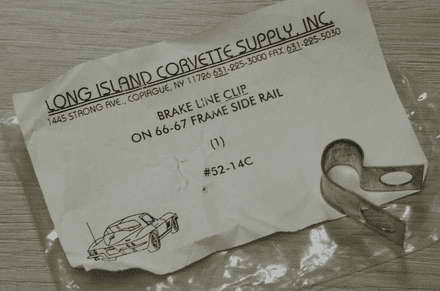 LONG ISLAND CORVETTE SUPPLY, INC.
1445 STRONG AVE., COPIAGUE, NY 11726 631-225-3000 FAX 631-225-5030
BRAKE LINE CLIP
ON 66-67 FRAME SIDE RAIL
(1)
#52-14C